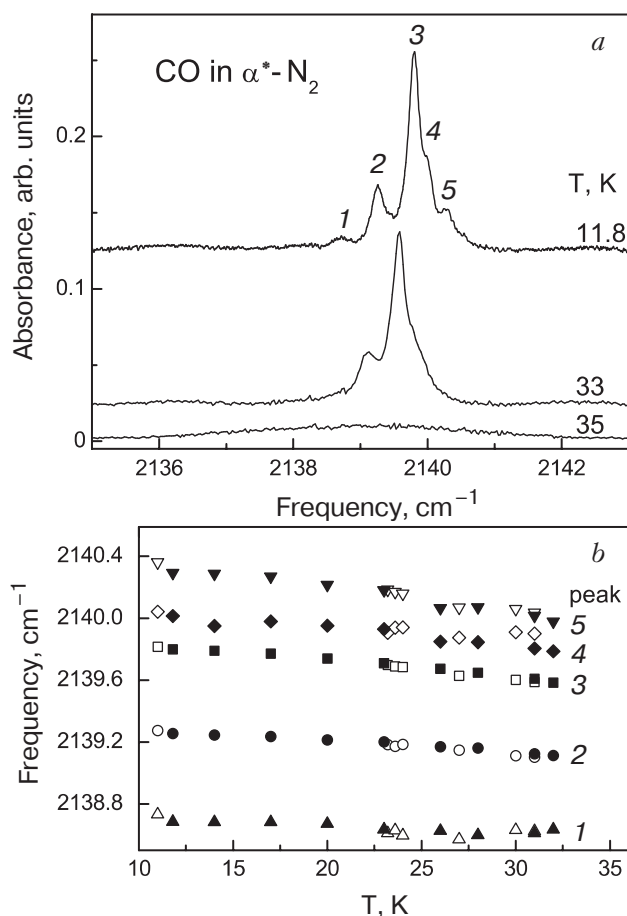 a
CO in α*- N₂
3
4
2
5
1
T, K
11.8
33
35
0.2
0.1
0
Absorbance, arb. units
2136 2138 2140 2142
Frequency, cm⁻¹
b
2140.4
2140.0
2139.6
2139.2
2138.8
Frequency, cm⁻¹
peak
5
4
3
2
1
10 15 20 25 30 35
T, K